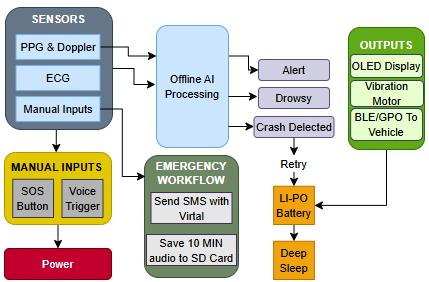 SENSORS
PPG & Doppler
ECG
Manual Inputs
Offline AI
Processing
Alert
Drowsy
Crash Detected
OUTPUTS
OLED Display
Vibration
Motor
BLE/GPO To
Vehicle
MANUAL INPUTS
SOS
Button
Voice
Trigger
Power
EMERGENCY
WORKFLOW
Send SMS with
Virtal
Save 10 MIN
audio to SD Card
Retry
LI-PO
Battery
Deep
Sleep